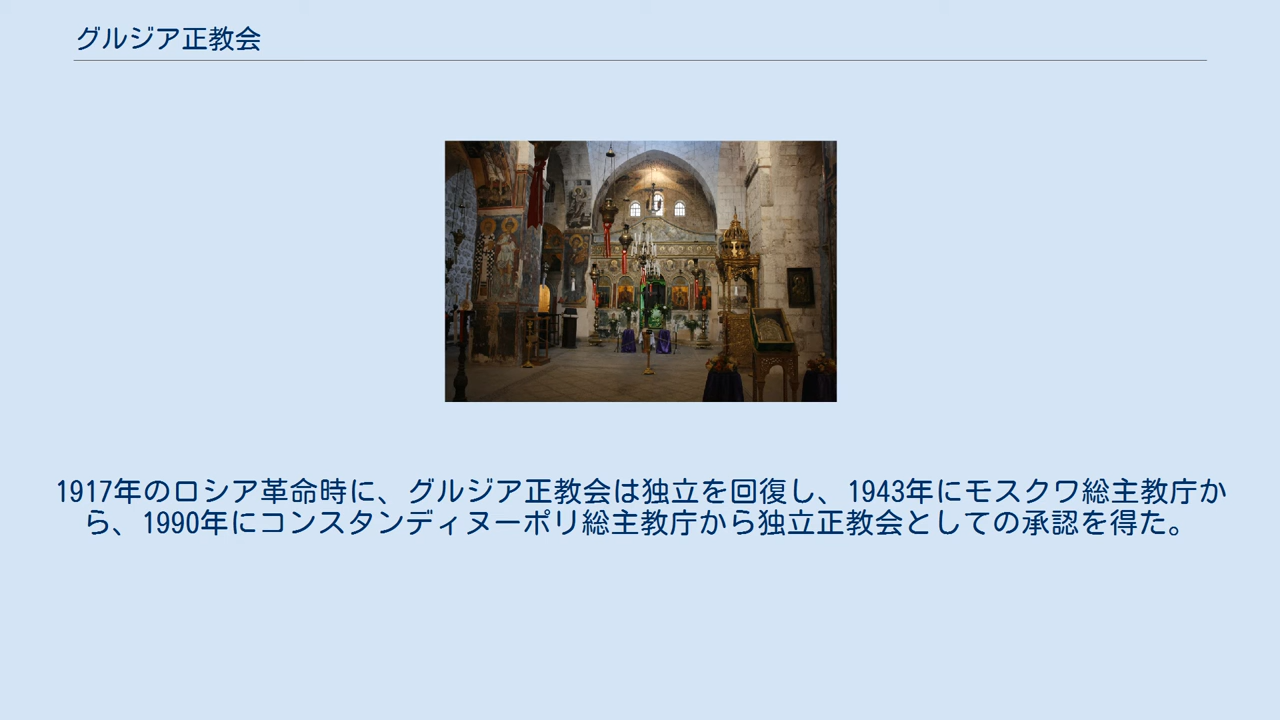 グルジア正教会
1917年のロシア革命時に、グルジア正教会は独立を回復し、1943年にモスクワ総主教庁か
ら、1990年にコンスタンディヌーポリ総主教庁から独立正教会としての承認を得た。